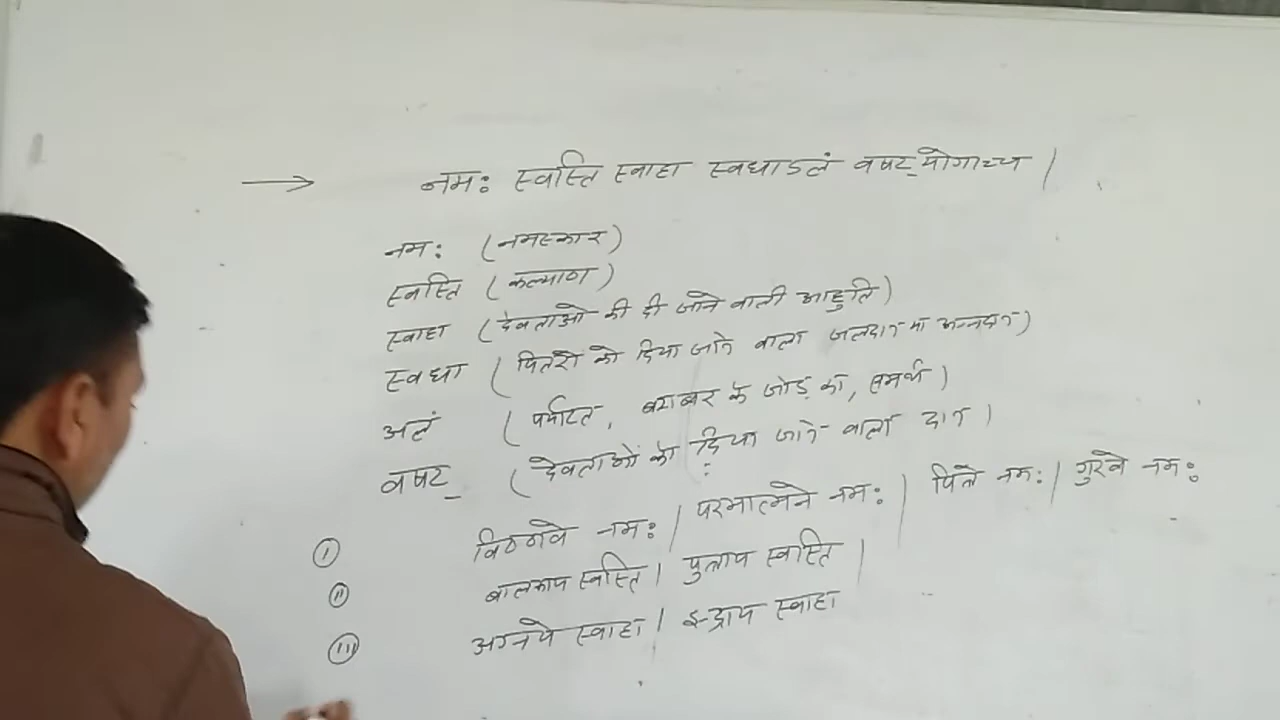 → नमः स्वस्ति स्वाहा स्वधाऽलं वषट् योगाच्च |
नमः (नमस्कार)
स्वस्ति (कल्याण)
स्वाहा (देवताओ की दी जाने वाली आहुति)
स्वधा (पितरो को दिया जाने वाला जलदान या अन्नदान)
अलं (पर्याप्त, बराबर के जोड़ का, समर्थ)
वषट् (देवताओं को दिया जाने वाला दान)
(i) विष्णवे नमः | परमात्मने नमः | पित्रे नमः | गुरवे नमः
(ii) बालकाय स्वस्ति | पुत्राय स्वस्ति |
(iii) अग्नये स्वाहा | इन्द्राय स्वाहा